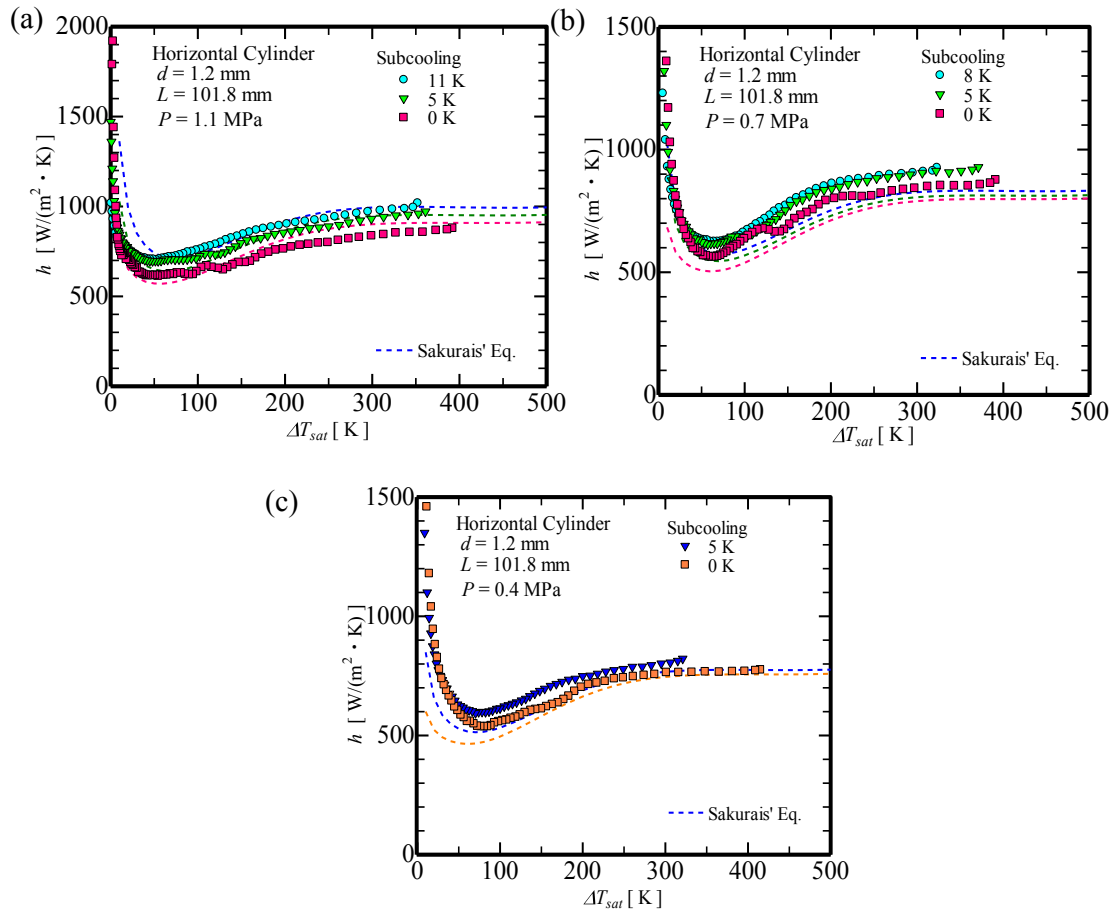 (a)
2000
1500
1000
500
0
h [ W/(m²・K) ]
Horizontal Cylinder
d = 1.2 mm
L = 101.8 mm
P = 1.1 MPa
Subcooling
11 K
5 K
0 K
Sakurais' Eq.
0 100 200 300 400 500
ΔTsat [ K ]
(b)
1500
1000
500
0
h [ W/(m²・K) ]
Horizontal Cylinder
d = 1.2 mm
L = 101.8 mm
P = 0.7 MPa
Subcooling
8 K
5 K
0 K
Sakurais' Eq.
0 100 200 300 400 500
ΔTsat [ K ]
(c)
1500
1000
500
0
h [ W/(m²・K) ]
Horizontal Cylinder
d = 1.2 mm
L = 101.8 mm
P = 0.4 MPa
Subcooling
5 K
0 K
Sakurais' Eq.
0 100 200 300 400 500
ΔTsat [ K ]